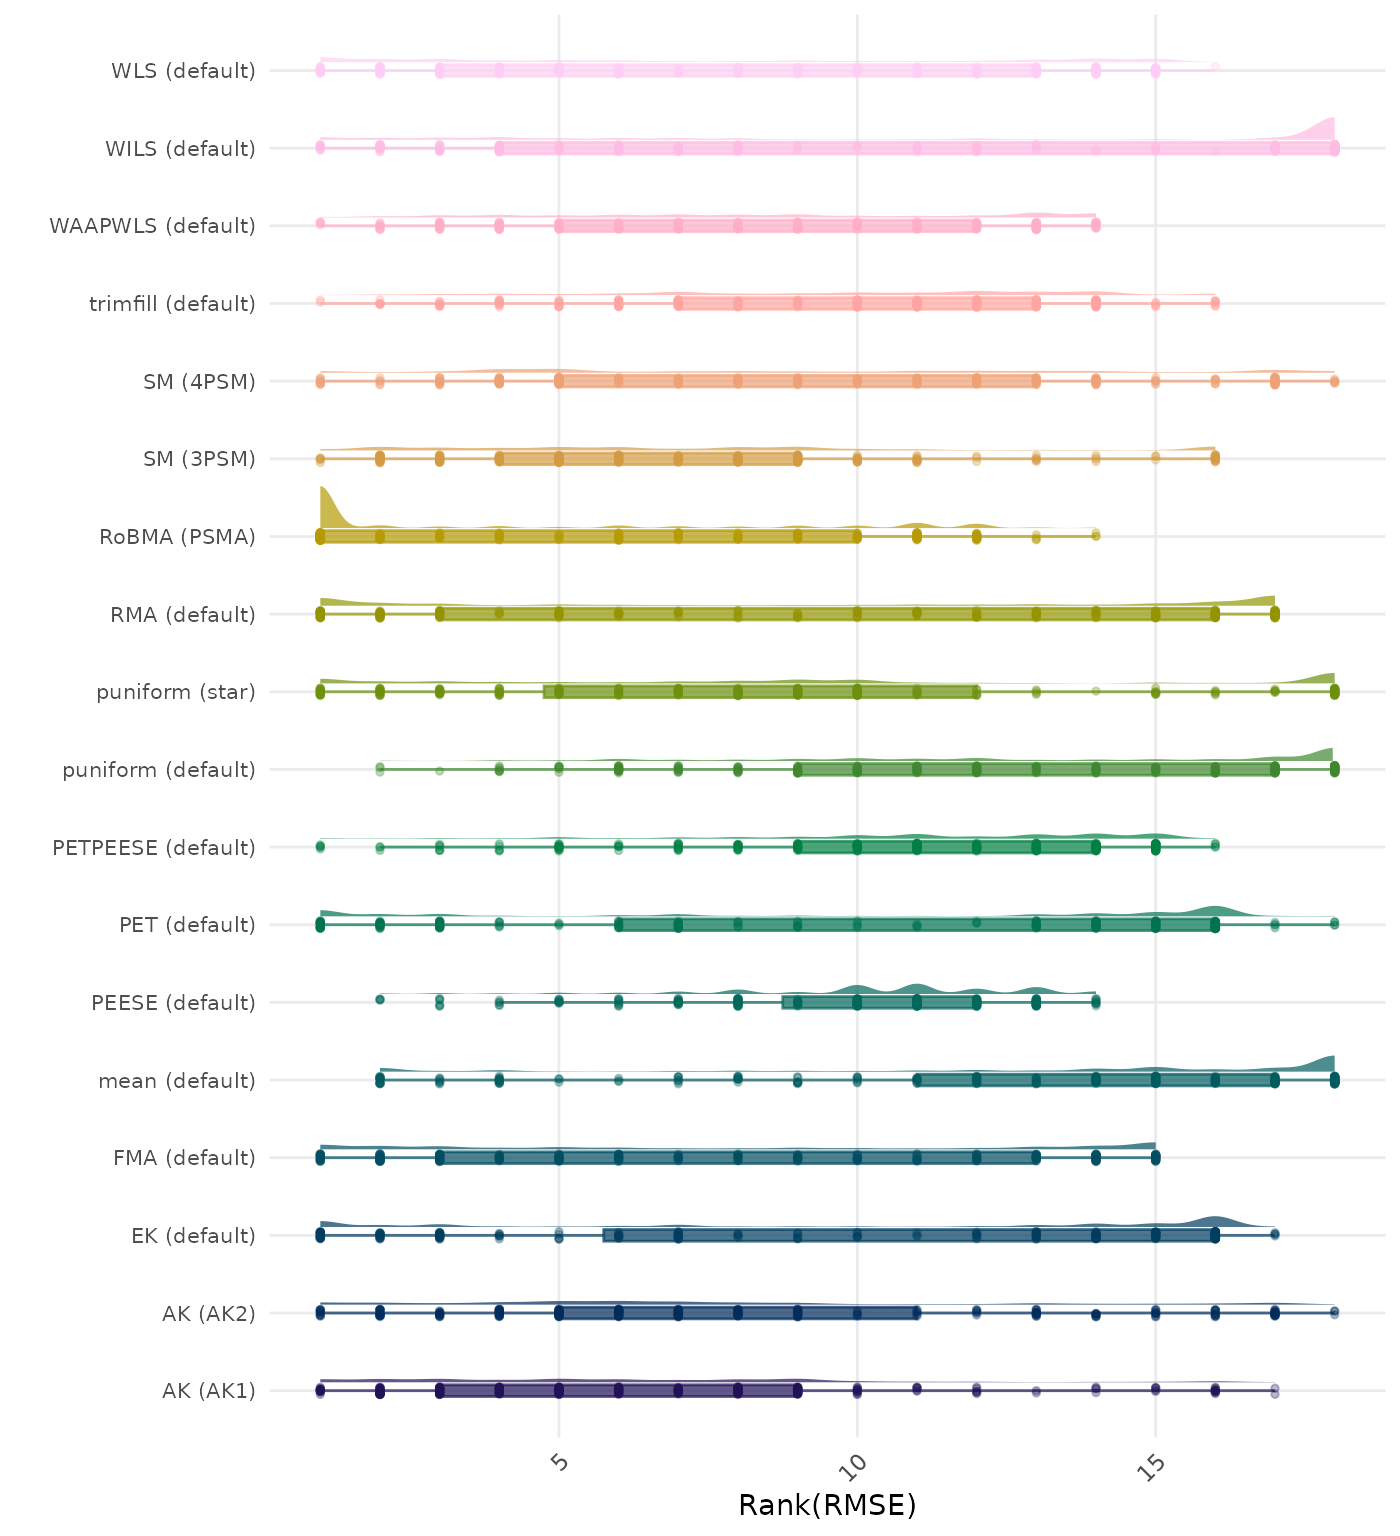 WLS (default)
WILS (default)
WAAPWLS (default)
trimfill (default)
SM (4PSM)
SM (3PSM)
RoBMA (PSMA)
RMA (default)
puniform (star)
puniform (default)
PETPEESE (default)
PET (default)
PEESE (default)
mean (default)
FMA (default)
EK (default)
AK (AK2)
AK (AK1)
5
10
15
Rank(RMSE)